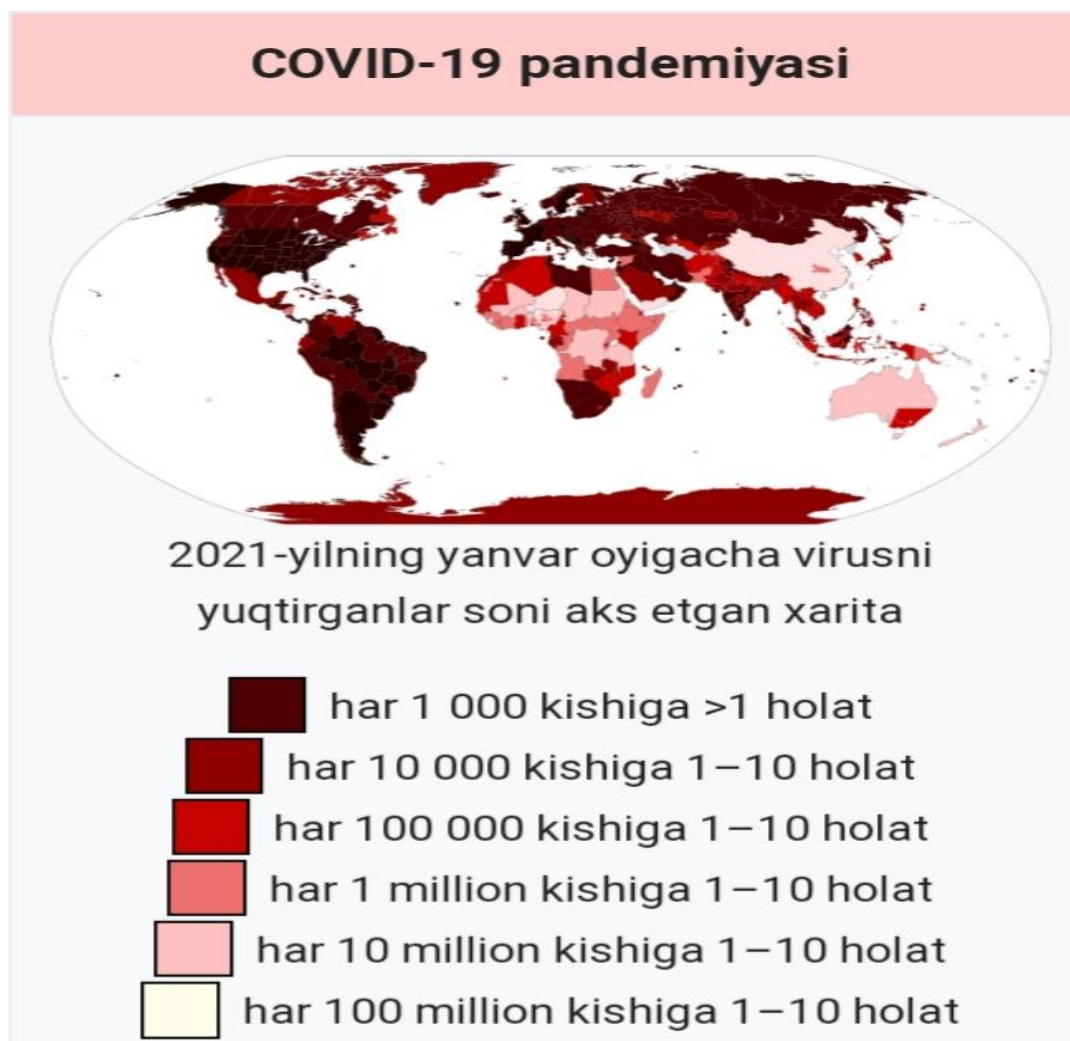 COVID-19 pandemiyasi
2021-yilning yanvar oyigacha virusni
yuqtirganlar soni aks etgan xarita
har 1 000 kishiga >1 holat
har 10 000 kishiga 1–10 holat
har 100 000 kishiga 1–10 holat
har 1 million kishiga 1–10 holat
har 10 million kishiga 1–10 holat
har 100 million kishiga 1–10 holat